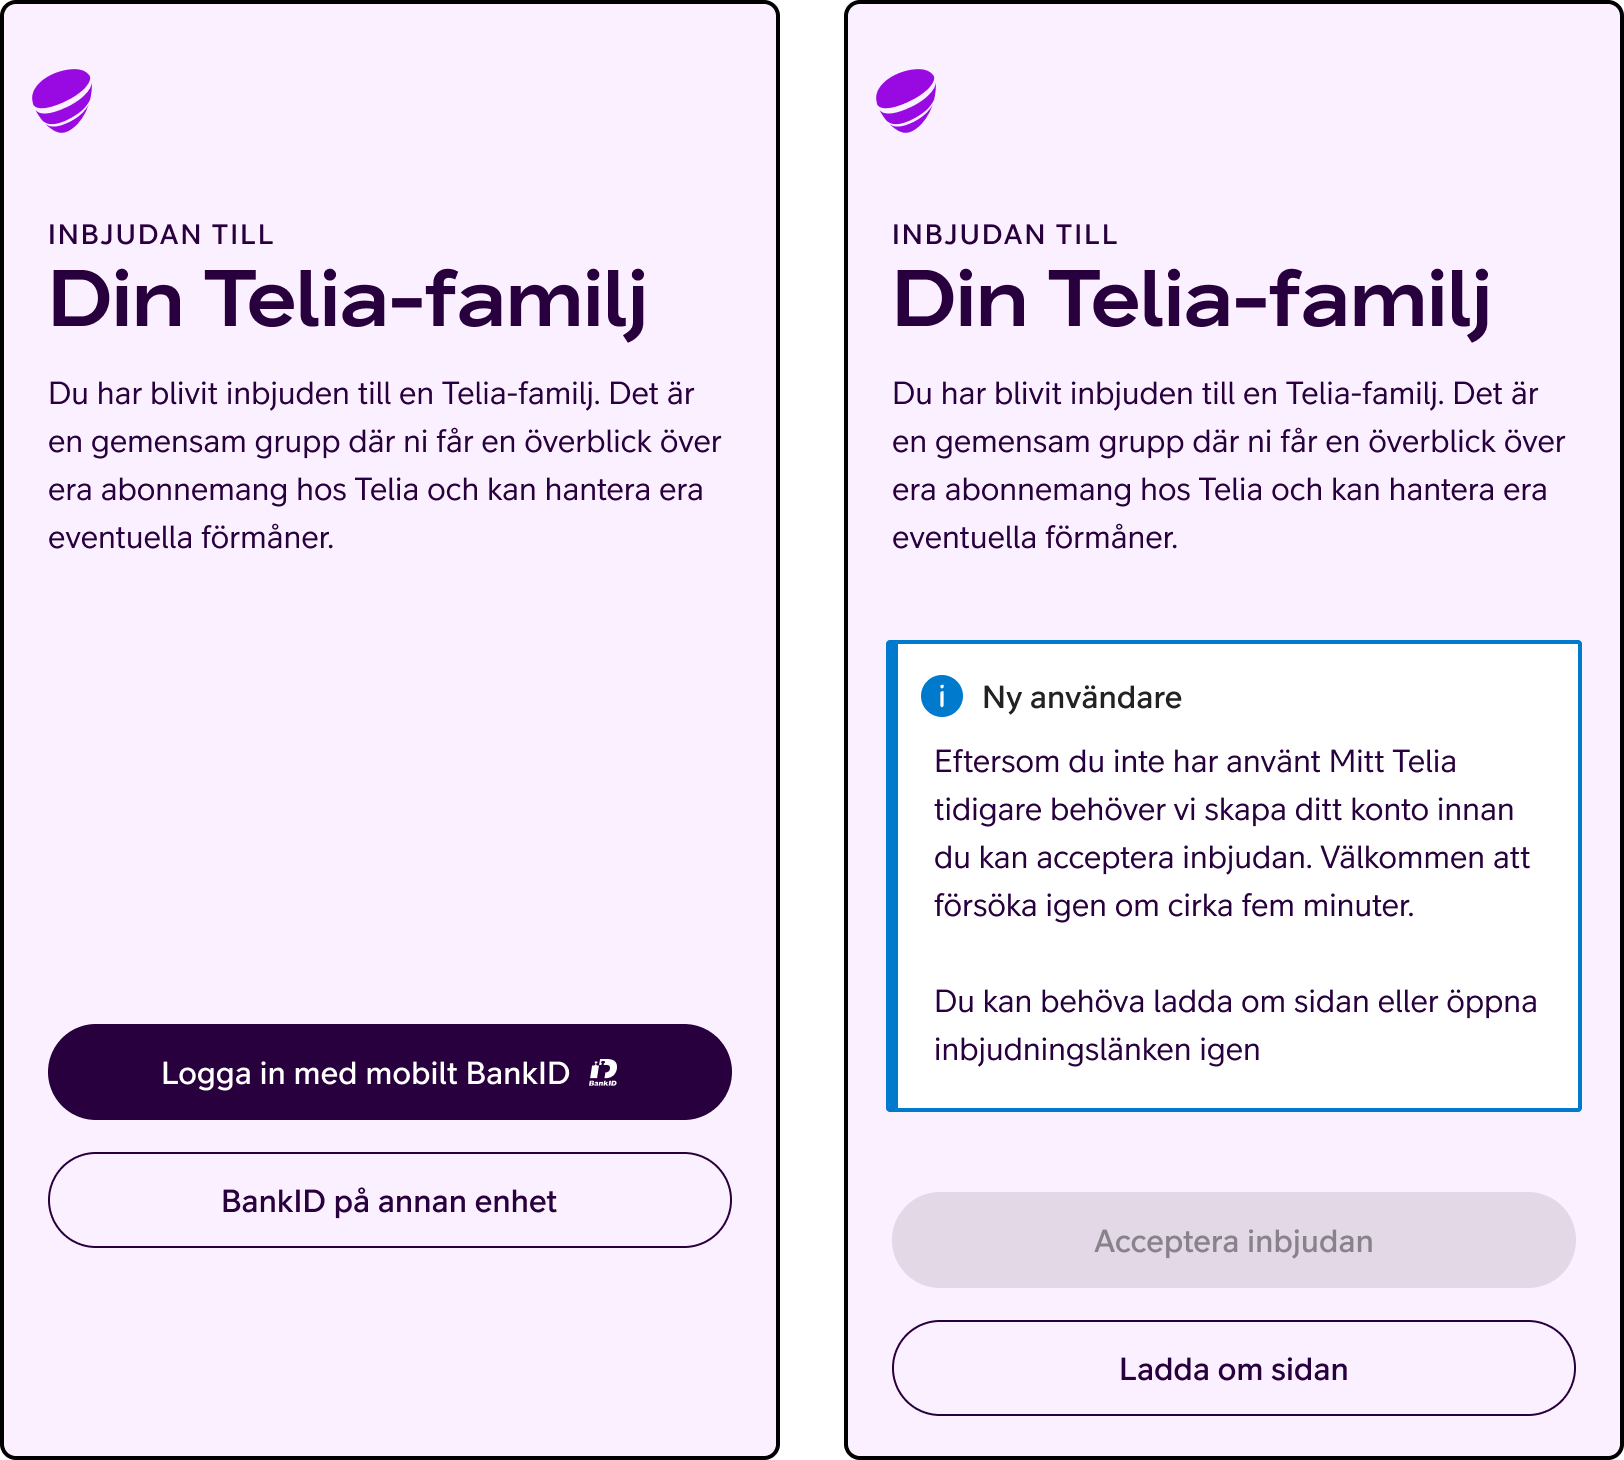 INBJUDAN TILL
Din Telia-familj
Du har blivit inbjuden till en Telia-familj. Det är
en gemensam grupp där ni får en överblick över
era abonnemang hos Telia och kan hantera era
eventuella förmåner.
Logga in med mobilt BankID
BankID
BankID på annan enhet
INBJUDAN TILL
Din Telia-familj
Du har blivit inbjuden till en Telia-familj. Det är
en gemensam grupp där ni får en överblick över
era abonnemang hos Telia och kan hantera era
eventuella förmåner.
Ny användare
Eftersom du inte har använt Mitt Telia
tidigare behöver vi skapa ditt konto innan
du kan acceptera inbjudan. Välkommen att
försöka igen om cirka fem minuter.
Du kan behöva ladda om sidan eller öppna
inbjudningslänken igen
Acceptera inbjudan
Ladda om sidan